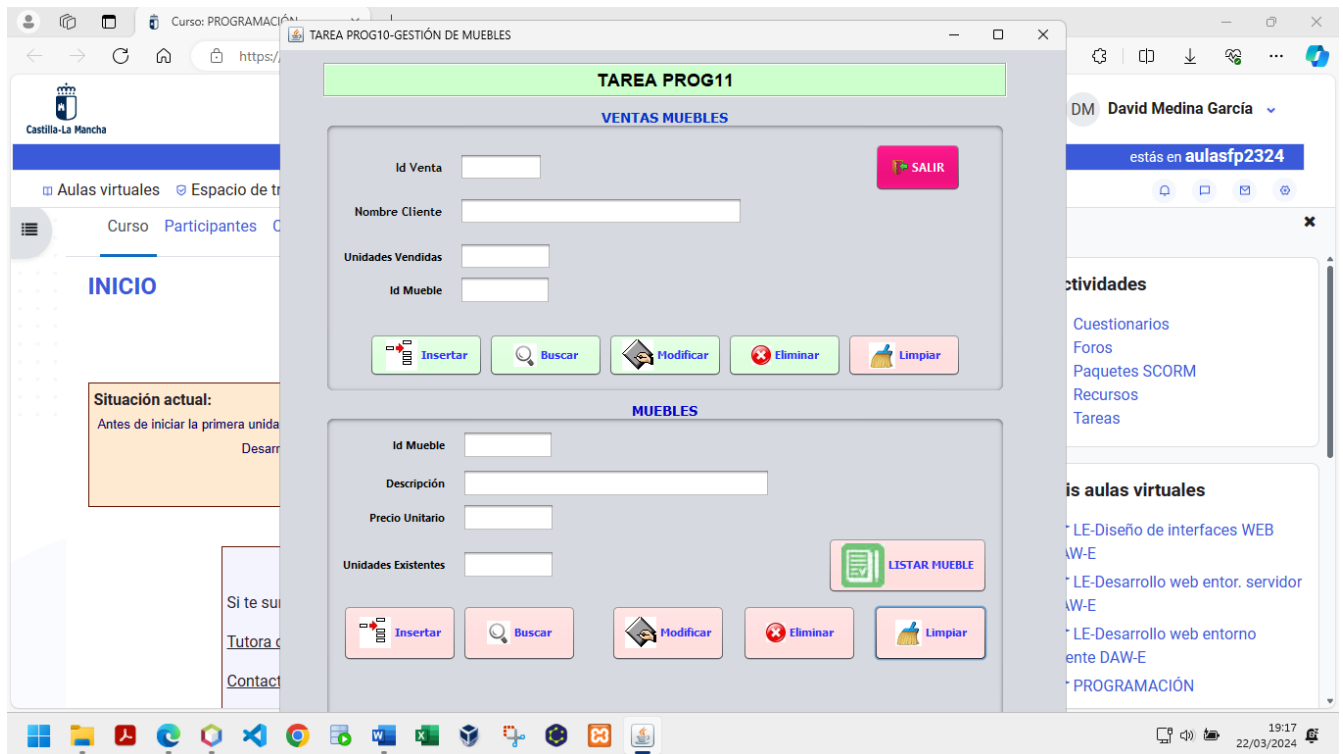 Curso: PROGRAMACIÓN
https:/
TAREA PROG10-GESTIÓN DE MUEBLES
TAREA PROG11
VENTAS MUEBLES
Id Venta
SALIR
Nombre Cliente
Unidades Vendidas
Id Mueble
Insertar
Buscar
Modificar
Eliminar
Limpiar
MUEBLES
Id Mueble
Descripción
Precio Unitario
Unidades Existentes
LISTAR MUEBLE
Insertar
Buscar
Modificar
Eliminar
Limpiar
Castilla-La Mancha
DM David Medina García
estás en aulasfp2324
Aulas virtuales Espacio de t
Curso Participantes C
INICIO
Situación actual:
Antes de iniciar la primera unida
Desarr
Si te su
Tutora
Contact
ctividades
Cuestionarios
Foros
Paquetes SCORM
Recursos
Tareas
is aulas virtuales
LE-Diseño de interfaces WEB
AW-E
LE-Desarrollo web entor. servidor
AW-E
LE-Desarrollo web entorno
ente DAW-E
PROGRAMACIÓN
19:17
22/03/2024